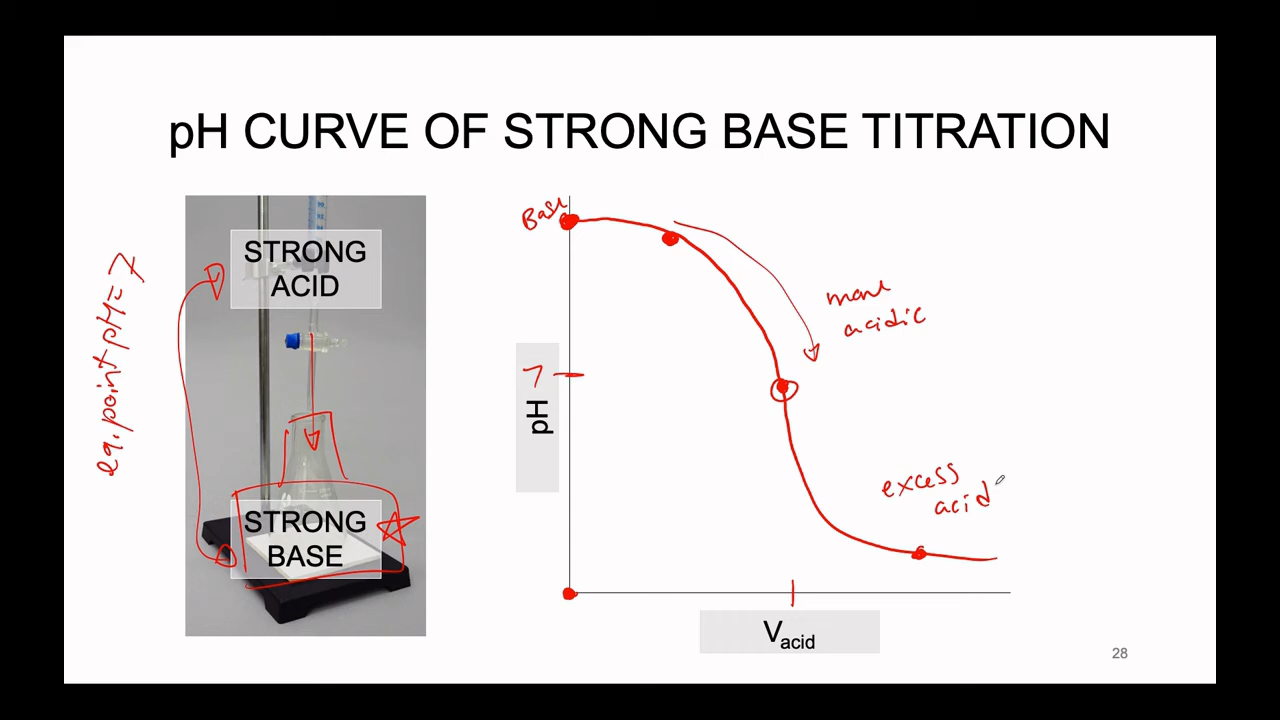 pH CURVE OF STRONG BASE TITRATION
eq. point pH = 7
STRONG
ACID
STRONG
BASE
Base
more
acidic
7
pH
excess
acid
V acid
28